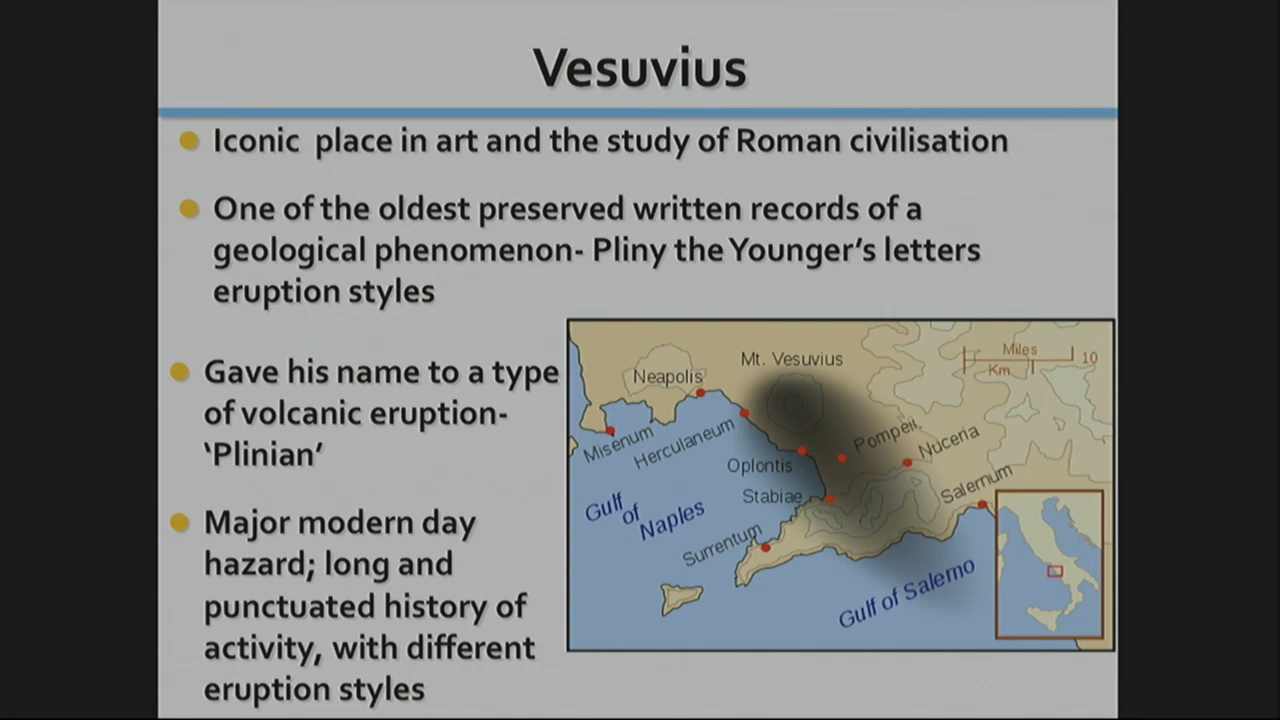 Vesuvius
Iconic place in art and the study of Roman civilisation
One of the oldest preserved written records of a
geological phenomenon- Pliny the Younger's letters
eruption styles
Gave his name to a type
of volcanic eruption-
'Plinian'
Major modern day
hazard; long and
punctuated history of
activity, with different
eruption styles
Mt. Vesuvius
Miles
10
Km
Neapolis
Misenum
Herculaneum
Pompeii
Nuceria
Oplontis
Stabiae
Salernum
Gulf
of
Naples
Surrentum
Gulf of Salerno